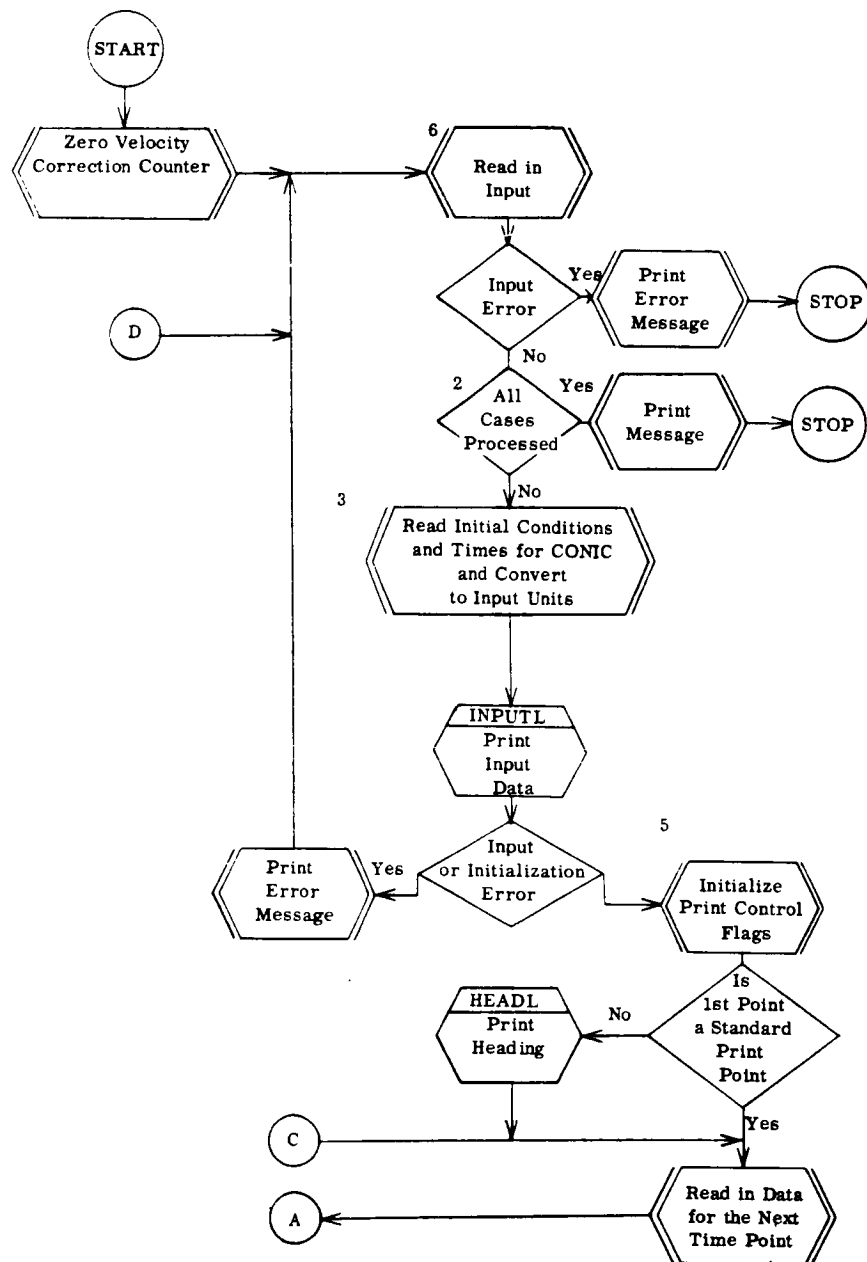 START
Zero Velocity
Correction Counter
6
Read in
Input
Input
Error
Yes
Print
Error
Message
STOP
D
No
2
All
Cases
Processed
Yes
Print
Message
STOP
No
3
Read Initial Conditions
and Times for CONIC
and Convert
to Input Units
INPUTL
Print
Input
Data
5
Input
or Initialization
Error
Yes
Print
Error
Message
Initialize
Print Control
Flags
Is
1st Point
a Standard
Print
Point
No
HEADL
Print
Heading
Yes
C
Read in Data
for the Next
Time Point
A